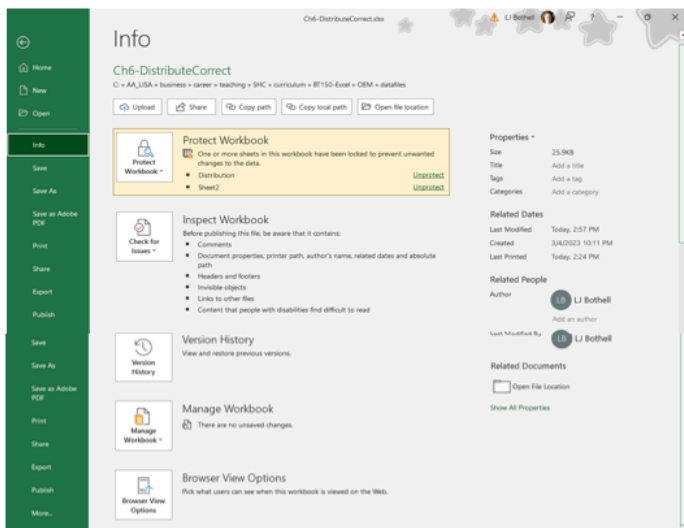 Ch6-DistributeCorrect.xlsx
LJ Bothell
?
Info
Home
New
Open
Info
Save
Save As
Save as Adobe
PDF
Print
Share
Export
Publish
Save
Save As
Save as Adobe
PDF
Print
Share
Export
Publish
More...
Ch6-DistributeCorrect
C: » AA_LISA » business » career » teaching » SHC » curriculum » BT150-Excel » OEM » datafiles
Upload
Share
Copy path
Copy local path
Open file location
Protect
Workbook
Protect Workbook
One or more sheets in this workbook have been locked to prevent unwanted
changes to the data.
Distribution Unprotect
Sheet2 Unprotect
Check for
Issues
Inspect Workbook
Before publishing this file, be aware that it contains:
Comments
Document properties, printer path, author's name, related dates and absolute
path
Headers and footers
Invisible objects
Links to other files
Content that people with disabilities find difficult to read
Version
History
Version History
View and restore previous versions.
Manage
Workbook
Manage Workbook
There are no unsaved changes.
Browser View
Options
Browser View Options
Pick what users can see when this workbook is viewed on the Web.
Properties
Size 25.9KB
Title Add a title
Tags Add a tag
Categories Add a category
Related Dates
Last Modified Today, 2:57 PM
Created 3/4/2023 10:11 PM
Last Printed Today, 2:24 PM
Related People
Author LB LJ Bothell
Add an author
Last Modified By LB LJ Bothell
Related Documents
Open File Location
Show All Properties